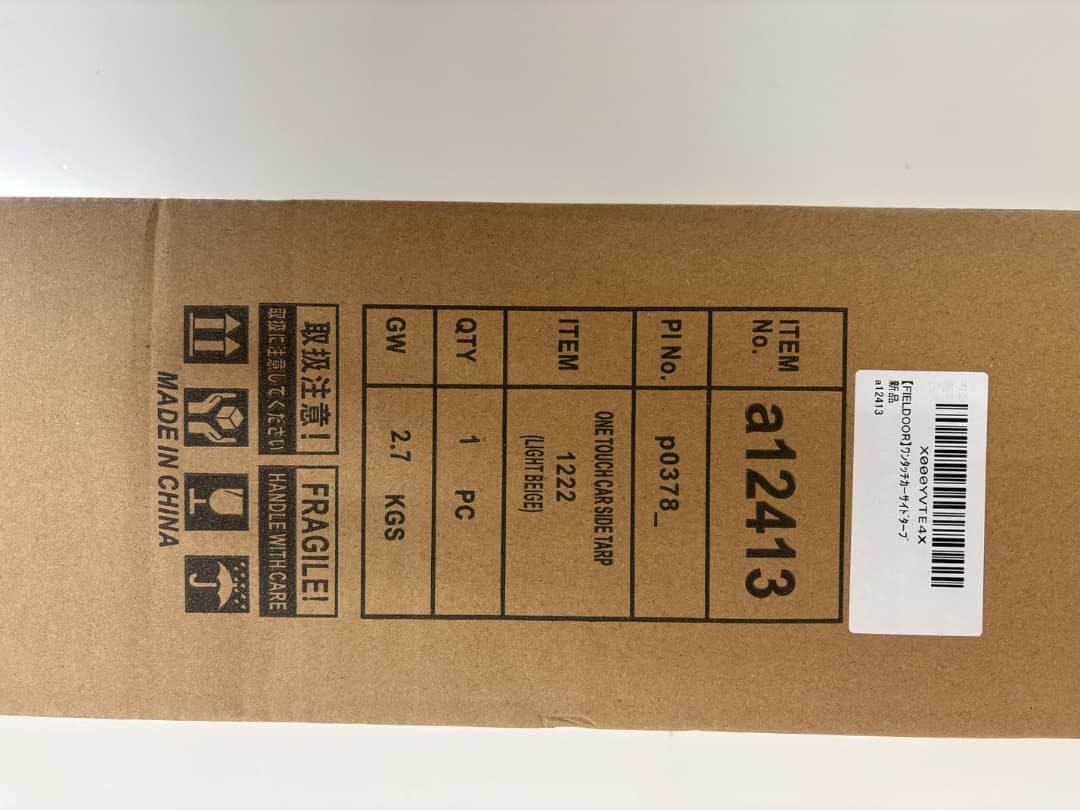 X000YVTE4X
【FIELDOOR】ワンタッチカーサイドタープ
新品
a12413
ITEM No. a12413
PI No. p0378_
ITEM ONE TOUCH CAR SIDE TARP
1222
(LIGHT BEIGE)
QTY 1 PC
GW 2.7 KGS
取扱注意! FRAGILE!
取扱に注意してください HANDLE WITH CARE
MADE IN CHINA